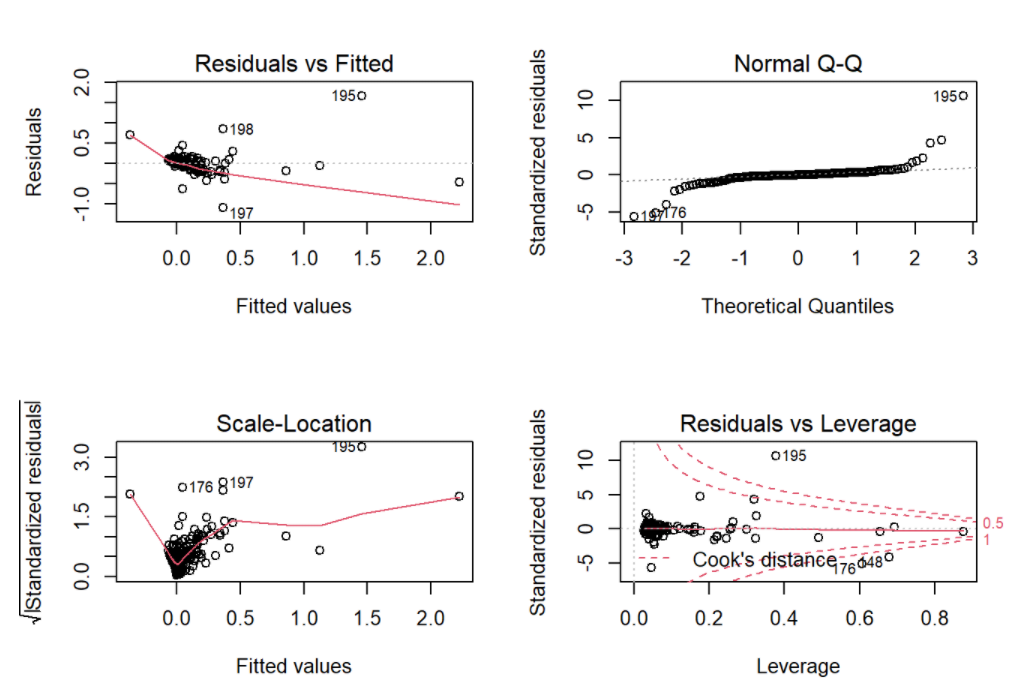 Residuals vs Fitted
Residuals
2.0
0.5
-1.0
195
198
197
0.0 0.5 1.0 1.5 2.0
Fitted values
Normal Q-Q
Standardized residuals
10
5
0
-5
195
197
176
-3 -2 -1 0 1 2 3
Theoretical Quantiles
Scale-Location
√|Standardized residuals|
3.0
1.5
0.0
195
176
197
0.0 0.5 1.0 1.5 2.0
Fitted values
Residuals vs Leverage
Standardized residuals
10
5
0
-5
195
0.5
1
Cook's distance
176
148
0.0 0.2 0.4 0.6 0.8
Leverage